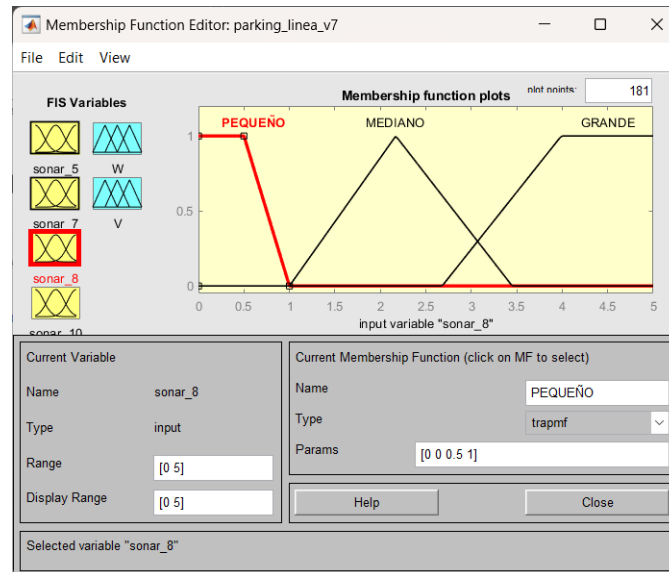 Membership Function Editor: parking_linea_v7
File Edit View
FIS Variables
Membership function plots
plot points:
181
PEQUEÑO MEDIANO GRANDE
sonar_5 W
sonar_7 V
sonar_8
sonar_10
1
0.5
0
0 0.5 1 1.5 2 2.5 3 3.5 4 4.5 5
input variable "sonar_8"
Current Variable
Name sonar_8
Type input
Range [0 5]
Display Range [0 5]
Current Membership Function (click on MF to select)
Name PEQUEÑO
Type trapmf
Params [0 0 0.5 1]
Help Close
Selected variable "sonar_8"